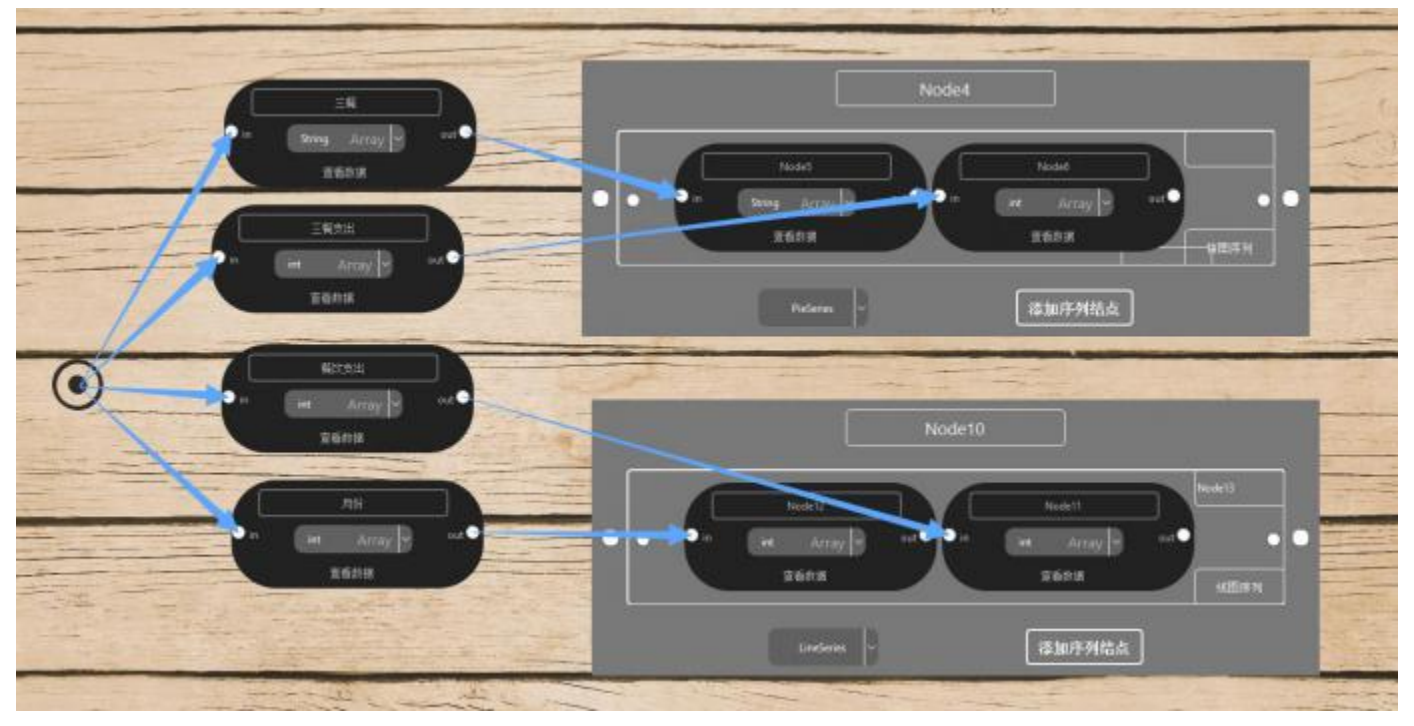 三餐
in
String Array
out
查看数据
三餐支出
in
int Array
out
查看数据
餐饮支出
in
int Array
out
查看数据
月份
in
int Array
out
查看数据
Node4
Node5
in
String Array
查看数据
Node6
in
int Array
out
查看数据
饼图序列
PieSeries
添加序列结点
Node10
Node12
in
int Array
out
查看数据
Node11
in
int Array
out
查看数据
Node13
饼图序列
LineSeries
添加序列结点